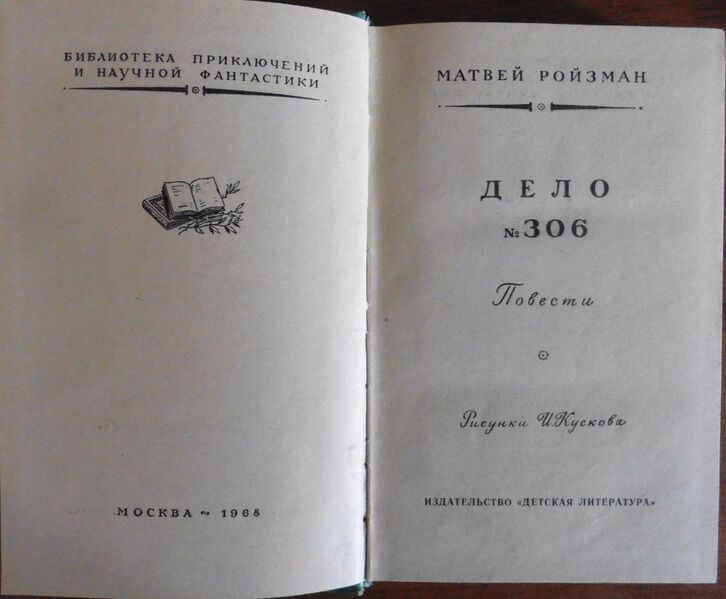 БИБЛИОТЕКА ПРИКЛЮЧЕНИЙ
И НАУЧНОЙ ФАНТАСТИКИ
МОСКВА ~ 1968
МАТВЕЙ РОЙЗМАН
ДЕЛО
№306
Повести
Рисунки И. Кускова
ИЗДАТЕЛЬСТВО «ДЕТСКАЯ ЛИТЕРАТУРА»